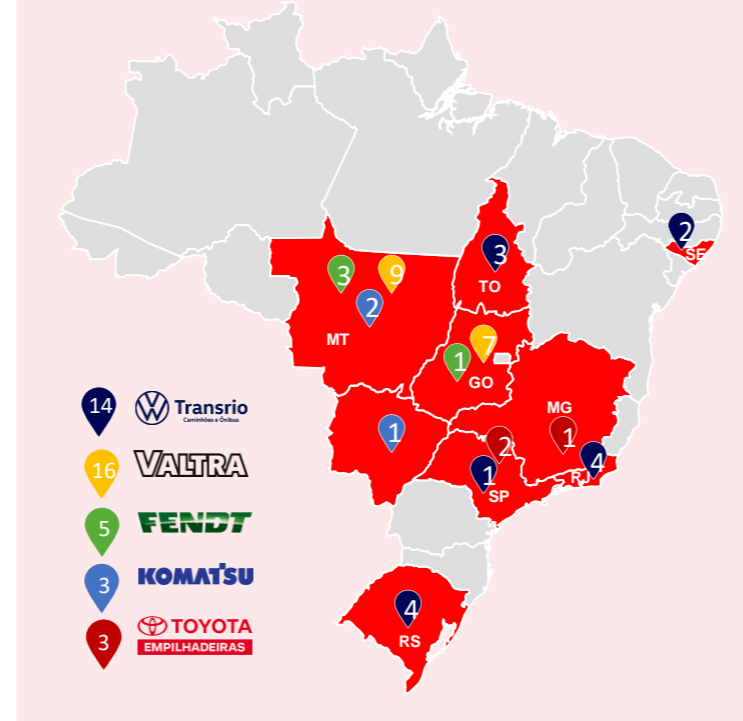 2
SE
3
TO
3
9
2
MT
7
1
GO
MG
1
4
RJ
1
2
1
SP
4
RS
14
Transrio
Caminhões e Ônibus
16
VALTRA
5
FENDT
3
KOMATSU
3
TOYOTA
EMPILHADEIRAS